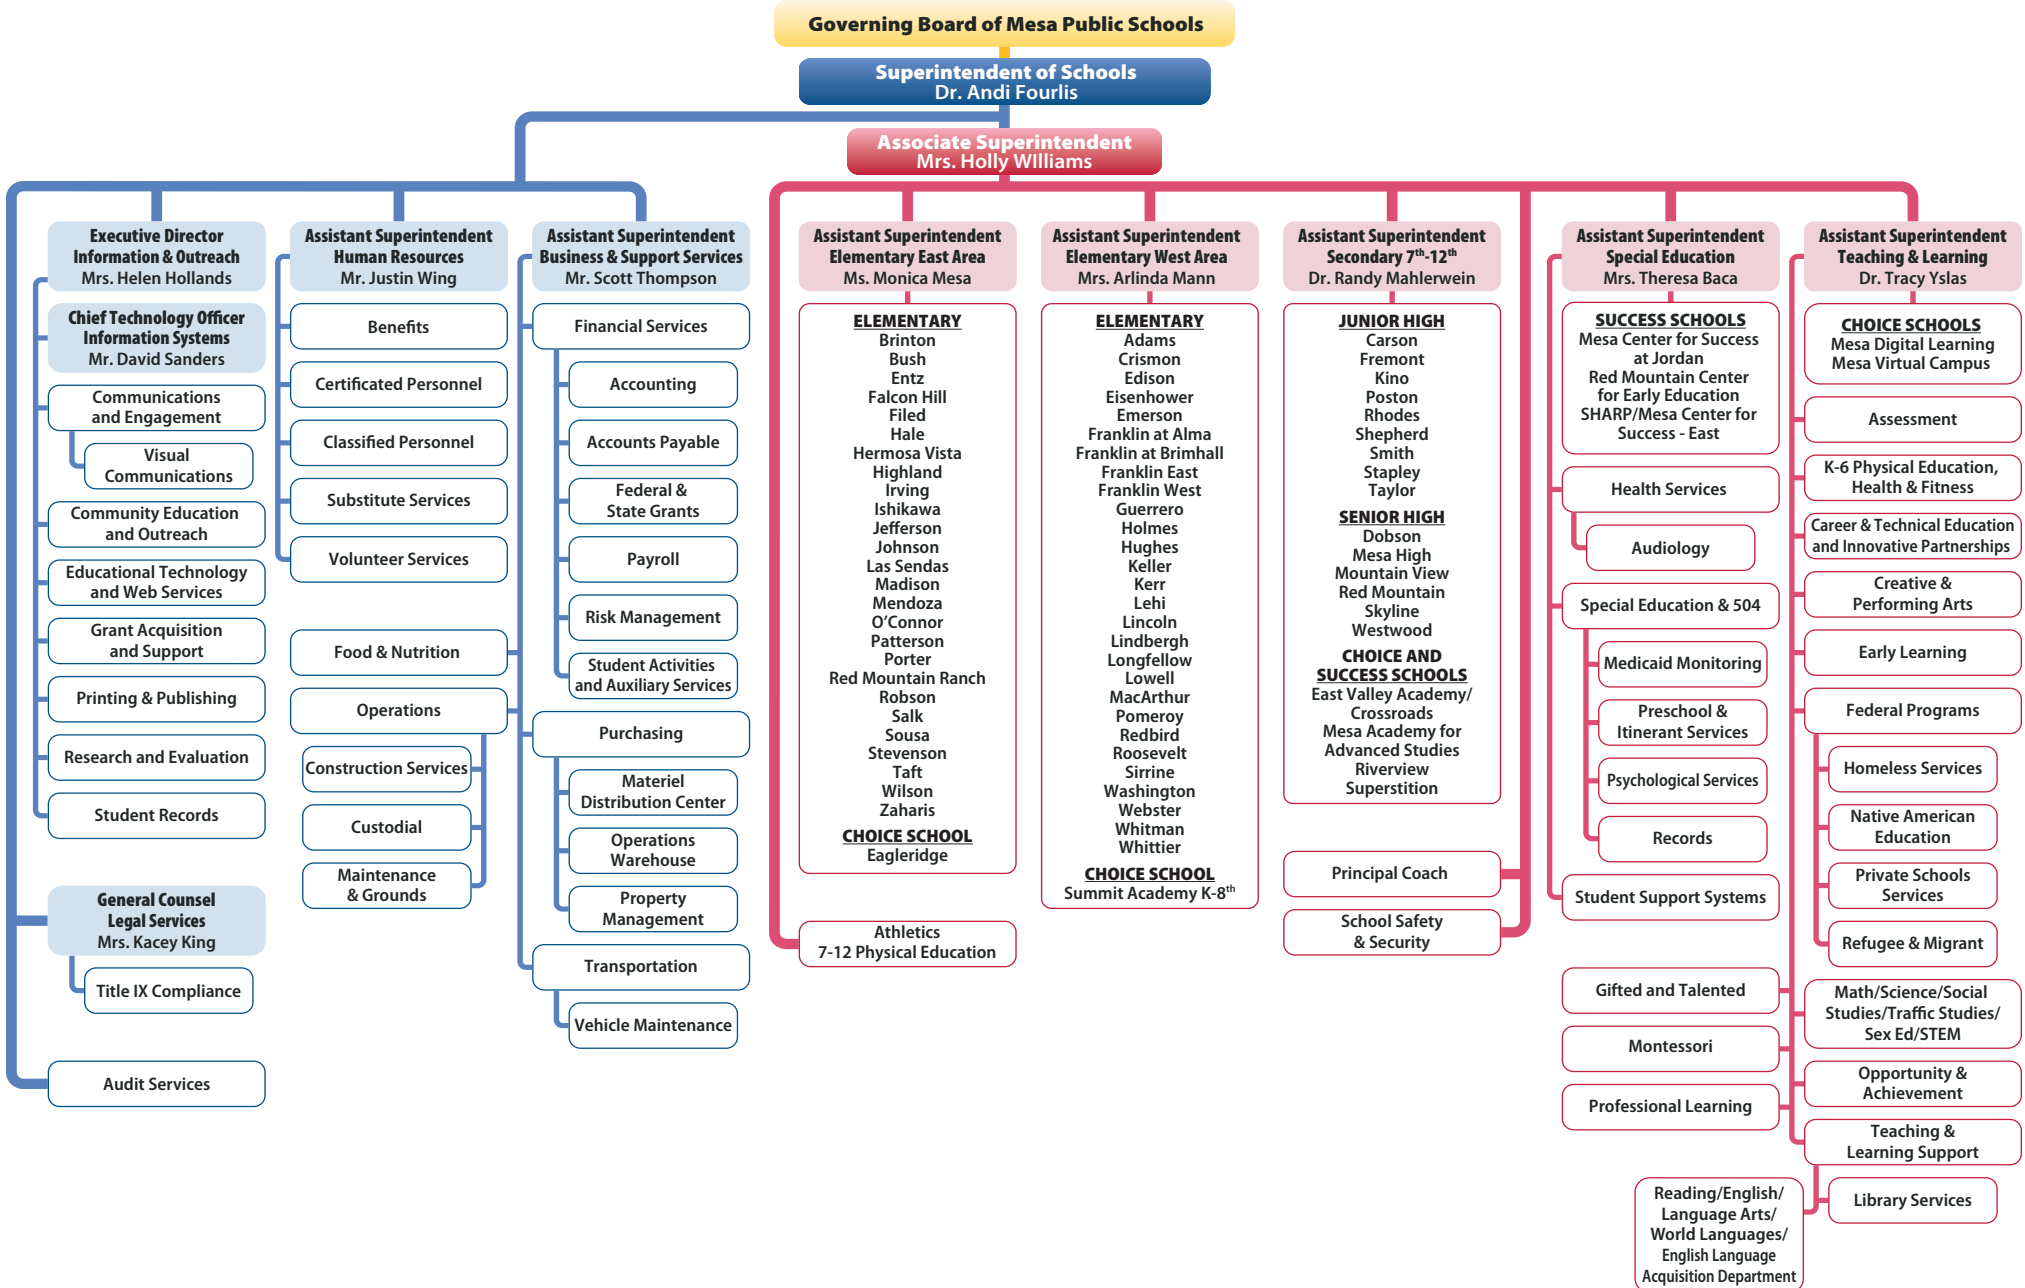 Governing Board of Mesa Public Schools
Superintendent of Schools
Dr. Andi Fourlis
Associate Superintendent
Mrs. Holly WIlliams
Executive Director
Information & Outreach
Mrs. Helen Hollands
Chief Technology Officer
Information Systems
Mr. David Sanders
Communications
and Engagement
Visual
Communications
Community Education
and Outreach
Educational Technology
and Web Services
Grant Acquisition
and Support
Printing & Publishing
Research and Evaluation
Student Records
General Counsel
Legal Services
Mrs. Kacey King
Title IX Compliance
Audit Services
Assistant Superintendent
Human Resources
Mr. Justin Wing
Benefits
Certificated Personnel
Classified Personnel
Substitute Services
Volunteer Services
Food & Nutrition
Operations
Construction Services
Custodial
Maintenance
& Grounds
Assistant Superintendent
Business & Support Services
Mr. Scott Thompson
Financial Services
Accounting
Accounts Payable
Federal &
State Grants
Payroll
Risk Management
Student Activities
and Auxiliary Services
Purchasing
Materiel
Distribution Center
Operations
Warehouse
Property
Management
Transportation
Vehicle Maintenance
Assistant Superintendent
Elementary East Area
Ms. Monica Mesa
ELEMENTARY
Brinton
Bush
Entz
Falcon Hill
Filed
Hale
Hermosa Vista
Highland
Irving
Ishikawa
Jefferson
Johnson
Las Sendas
Madison
Mendoza
O’Connor
Patterson
Porter
Red Mountain Ranch
Robson
Salk
Sousa
Stevenson
Taft
Wilson
Zaharis
CHOICE SCHOOL
Eagleridge
Athletics
7-12 Physical Education
Assistant Superintendent
Elementary West Area
Mrs. Arlinda Mann
ELEMENTARY
Adams
Crismon
Edison
Eisenhower
Emerson
Franklin at Alma
Franklin at Brimhall
Franklin East
Franklin West
Guerrero
Holmes
Hughes
Keller
Kerr
Lehi
Lincoln
Lindbergh
Longfellow
Lowell
MacArthur
Pomeroy
Redbird
Roosevelt
Sirrine
Washington
Webster
Whitman
Whittier
CHOICE SCHOOL
Summit Academy K-8th
Assistant Superintendent
Secondary 7th-12th
Dr. Randy Mahlerwein
JUNIOR HIGH
Carson
Fremont
Kino
Poston
Rhodes
Shepherd
Smith
Stapley
Taylor
SENIOR HIGH
Dobson
Mesa High
Mountain View
Red Mountain
Skyline
Westwood
CHOICE AND
SUCCESS SCHOOLS
East Valley Academy/
Crossroads
Mesa Academy for
Advanced Studies
Riverview
Superstition
Principal Coach
School Safety
& Security
Assistant Superintendent
Special Education
Mrs. Theresa Baca
SUCCESS SCHOOLS
Mesa Center for Success
at Jordan
Red Mountain Center
for Early Education
SHARP/Mesa Center for
Success - East
Health Services
Audiology
Special Education & 504
Medicaid Monitoring
Preschool &
Itinerant Services
Psychological Services
Records
Student Support Systems
Gifted and Talented
Montessori
Professional Learning
Assistant Superintendent
Teaching & Learning
Dr. Tracy Yslas
CHOICE SCHOOLS
Mesa Digital Learning
Mesa Virtual Campus
Assessment
K-6 Physical Education,
Health & Fitness
Career & Technical Education
and Innovative Partnerships
Creative &
Performing Arts
Early Learning
Federal Programs
Homeless Services
Native American
Education
Private Schools
Services
Refugee & Migrant
Math/Science/Social
Studies/Traffic Studies/
Sex Ed/STEM
Opportunity &
Achievement
Teaching &
Learning Support
Library Services
Reading/English/
Language Arts/
World Languages/
English Language
Acquisition Department